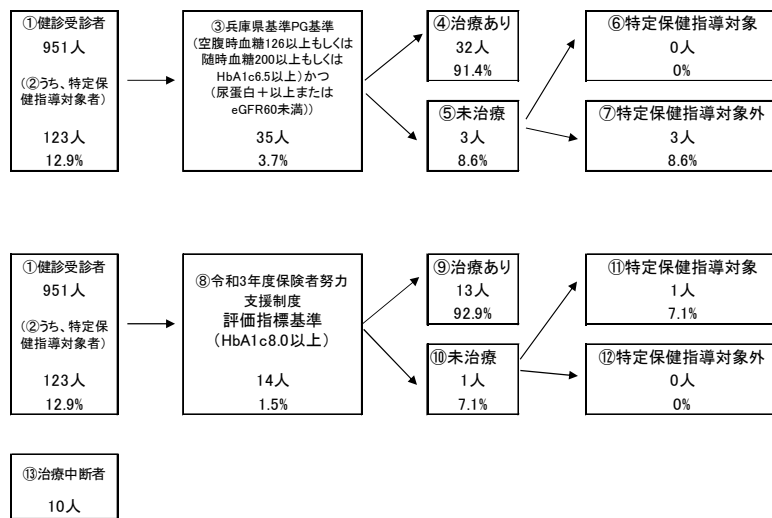 ①健診受診者
951人
(②うち、特定保
健指導対象者)
123人
12.9%
③兵庫県基準PG基準
(空腹時血糖126以上もしくは
随時血糖200以上もしくは
HbA1c6.5以上)かつ
(尿蛋白+以上または
eGFR60未満))
35人
3.7%
④治療あり
32人
91.4%
⑤未治療
3人
8.6%
⑥特定保健指導対象
0人
0%
⑦特定保健指導対象外
3人
8.6%
①健診受診者
951人
(②うち、特定保
健指導対象者)
123人
12.9%
⑧令和3年度保険者努力
支援制度
評価指標基準
(HbA1c8.0以上)
14人
1.5%
⑨治療あり
13人
92.9%
⑩未治療
1人
7.1%
⑪特定保健指導対象
1人
7.1%
⑫特定保健指導対象外
0人
0%
⑬治療中断者
10人